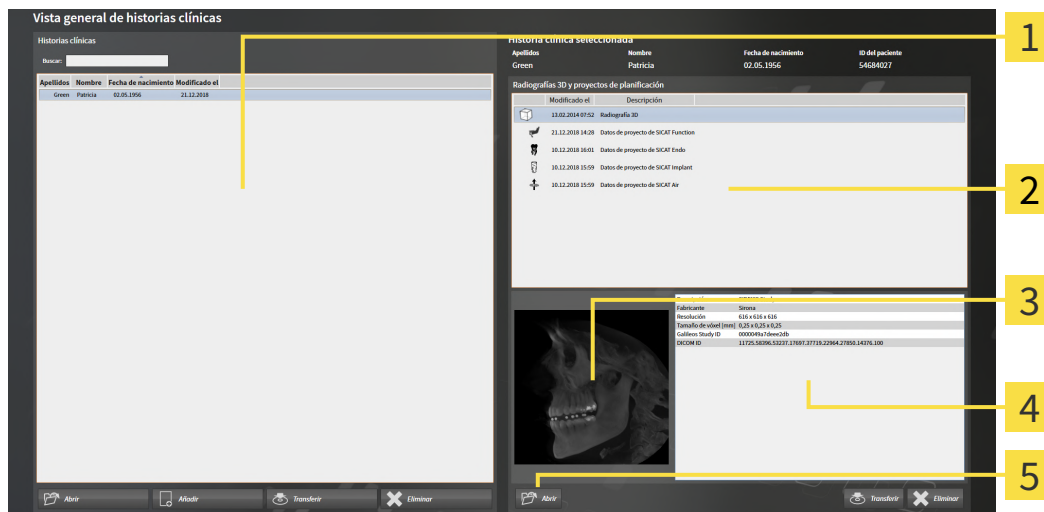 Vista general de historias clínicas
1
Historias clínicas
Buscar:
Apellidos Nombre Fecha de nacimiento Modificado el
Green Patricia 02.05.1956 21.12.2018
Abrir Añadir Transferir Eliminar
Historia clínica seleccionada
Apellidos Nombre Fecha de nacimiento ID del paciente
Green Patricia 02.05.1956 54684027
Radiografías 3D y proyectos de planificación
Modificado el Descripción
13.02.2014 07:52 Radiografía 3D
21.12.2018 14:28 Datos de proyecto de SICAT Function
10.12.2018 16:01 Datos de proyecto de SICAT Endo
10.12.2018 15:59 Datos de proyecto de SICAT Implant
10.12.2018 15:59 Datos de proyecto de SICAT Air
2
3
Fabricante Sirona
Resolución 616 x 616 x 616
Tamaño de vóxel [mm] 0,25 x 0,25 x 0,25
Galileos Study ID 0000049a7deee2db
DICOM ID 11725.58396.53237.17697.37719.22964.27850.14376.100
4
5
Abrir Transferir Eliminar